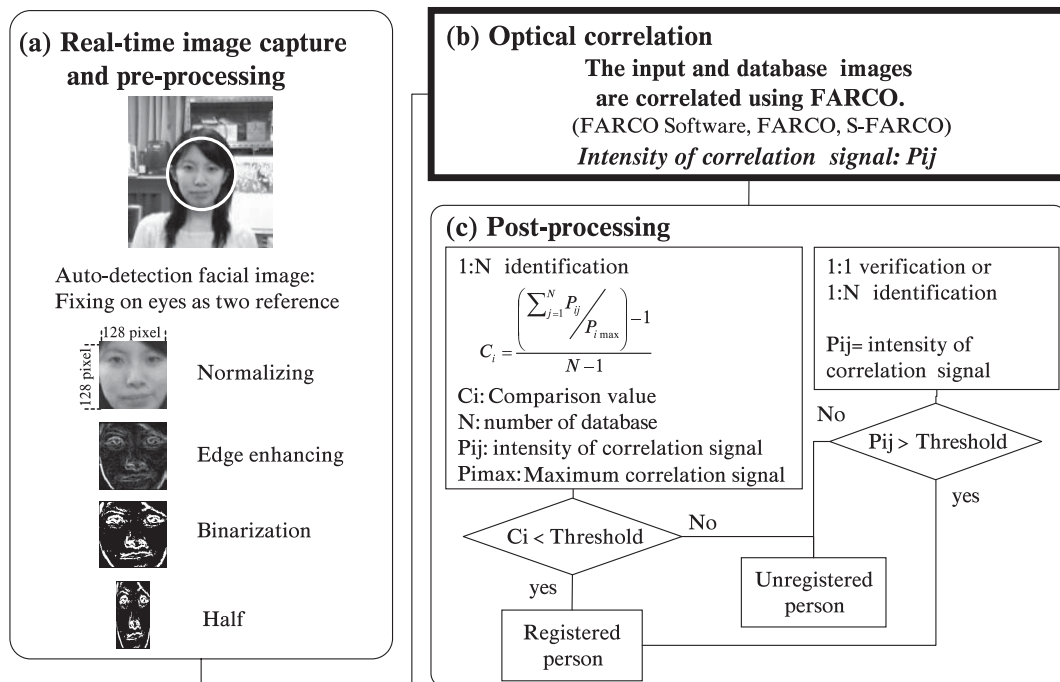 (a) Real-time image capture
and pre-processing
Auto-detection facial image:
Fixing on eyes as two reference
128 pixel
128 pixel
Normalizing
Edge enhancing
Binarization
Half
(b) Optical correlation
The input and database images
are correlated using FARCO.
(FARCO Software, FARCO, S-FARCO)
Intensity of correlation signal: Pij
(c) Post-processing
1:N identification
C_i = ((∑_{j=1}^{N} P_{ij} / P_{i max}) − 1) / (N − 1)
Ci: Comparison value
N: number of database
Pij: intensity of correlation signal
Pimax: Maximum correlation signal
Ci < Threshold
No
yes
Registered
person
1:1 verification or
1:N identification
Pij= intensity of
correlation signal
No
Pij > Threshold
yes
Unregistered
person